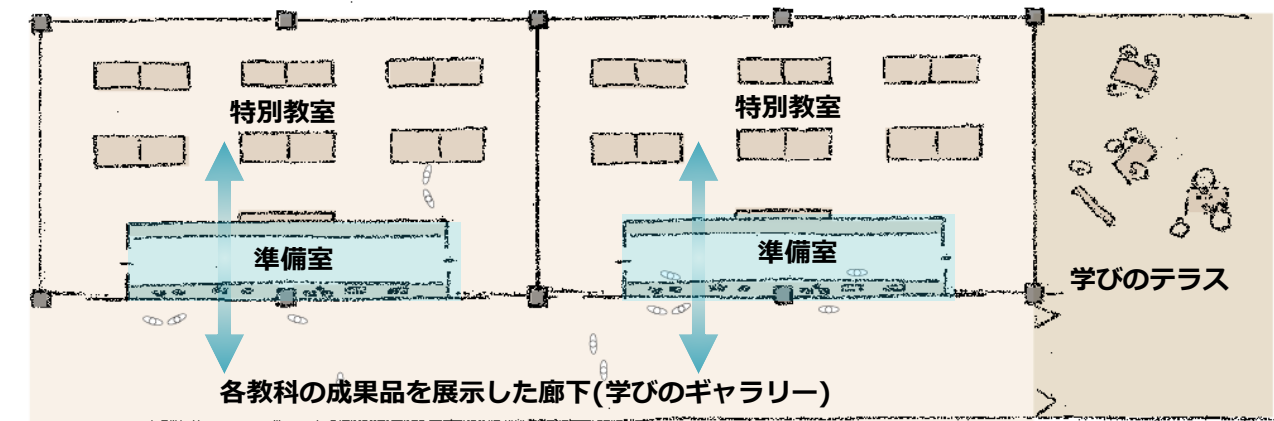 特別教室
特別教室
準備室
準備室
学びのテラス
各教科の成果品を展示した廊下(学びのギャラリー)